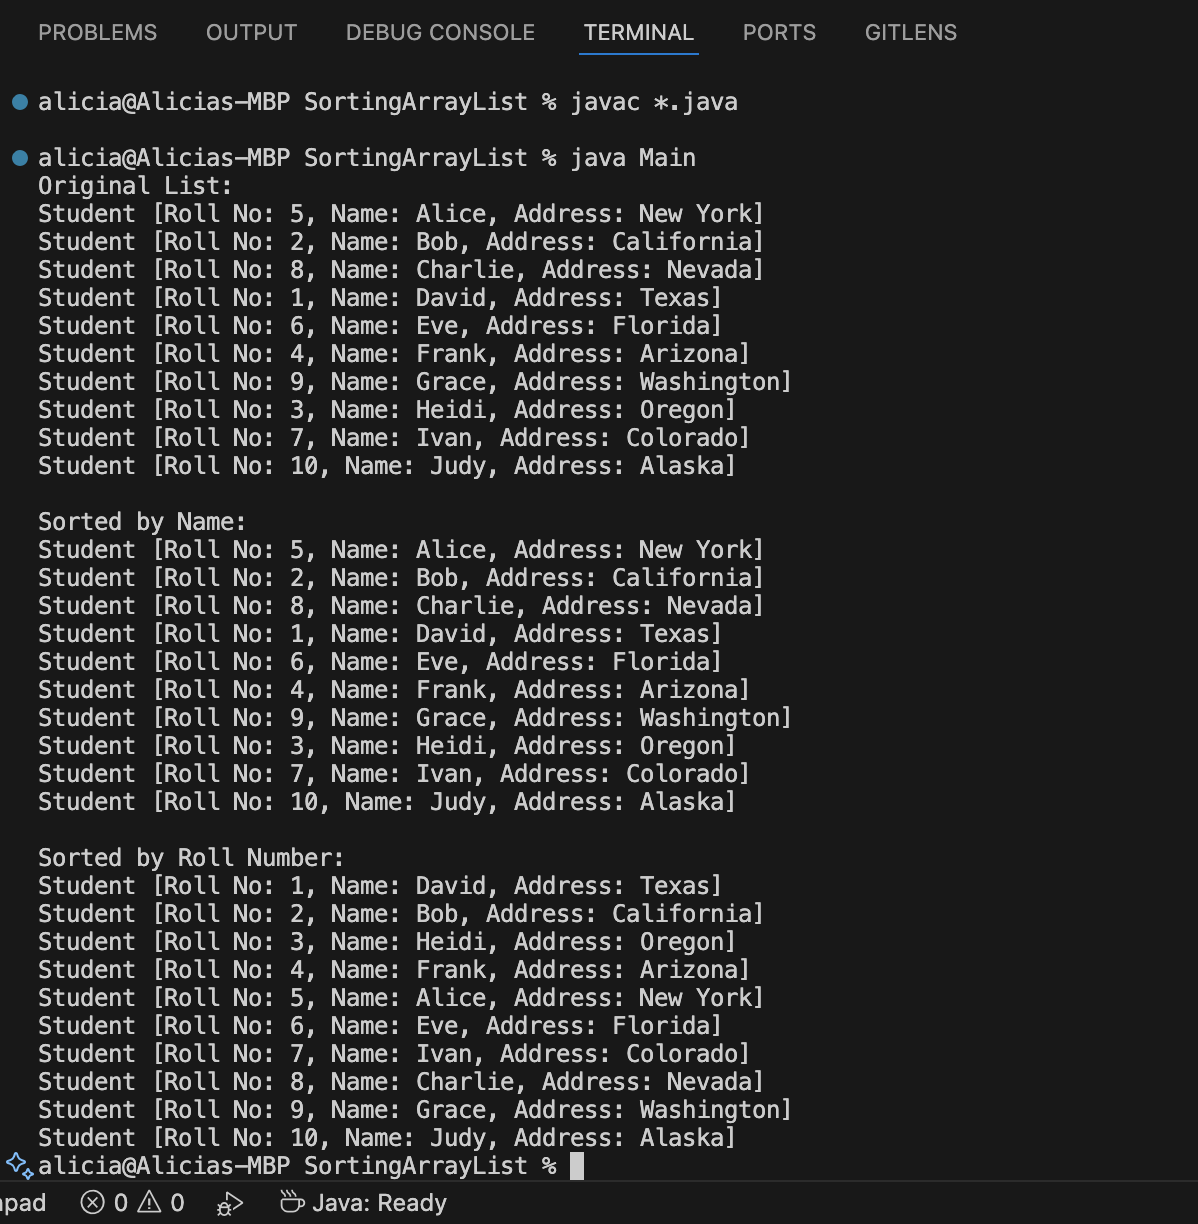 PROBLEMS OUTPUT DEBUG CONSOLE TERMINAL PORTS GITLENS
alicia@Alicias-MBP SortingArrayList % javac *.java
alicia@Alicias-MBP SortingArrayList % java Main
Original List:
Student [Roll No: 5, Name: Alice, Address: New York]
Student [Roll No: 2, Name: Bob, Address: California]
Student [Roll No: 8, Name: Charlie, Address: Nevada]
Student [Roll No: 1, Name: David, Address: Texas]
Student [Roll No: 6, Name: Eve, Address: Florida]
Student [Roll No: 4, Name: Frank, Address: Arizona]
Student [Roll No: 9, Name: Grace, Address: Washington]
Student [Roll No: 3, Name: Heidi, Address: Oregon]
Student [Roll No: 7, Name: Ivan, Address: Colorado]
Student [Roll No: 10, Name: Judy, Address: Alaska]
Sorted by Name:
Student [Roll No: 5, Name: Alice, Address: New York]
Student [Roll No: 2, Name: Bob, Address: California]
Student [Roll No: 8, Name: Charlie, Address: Nevada]
Student [Roll No: 1, Name: David, Address: Texas]
Student [Roll No: 6, Name: Eve, Address: Florida]
Student [Roll No: 4, Name: Frank, Address: Arizona]
Student [Roll No: 9, Name: Grace, Address: Washington]
Student [Roll No: 3, Name: Heidi, Address: Oregon]
Student [Roll No: 7, Name: Ivan, Address: Colorado]
Student [Roll No: 10, Name: Judy, Address: Alaska]
Sorted by Roll Number:
Student [Roll No: 1, Name: David, Address: Texas]
Student [Roll No: 2, Name: Bob, Address: California]
Student [Roll No: 3, Name: Heidi, Address: Oregon]
Student [Roll No: 4, Name: Frank, Address: Arizona]
Student [Roll No: 5, Name: Alice, Address: New York]
Student [Roll No: 6, Name: Eve, Address: Florida]
Student [Roll No: 7, Name: Ivan, Address: Colorado]
Student [Roll No: 8, Name: Charlie, Address: Nevada]
Student [Roll No: 9, Name: Grace, Address: Washington]
Student [Roll No: 10, Name: Judy, Address: Alaska]
alicia@Alicias-MBP SortingArrayList %
pad 0 0 Java: Ready